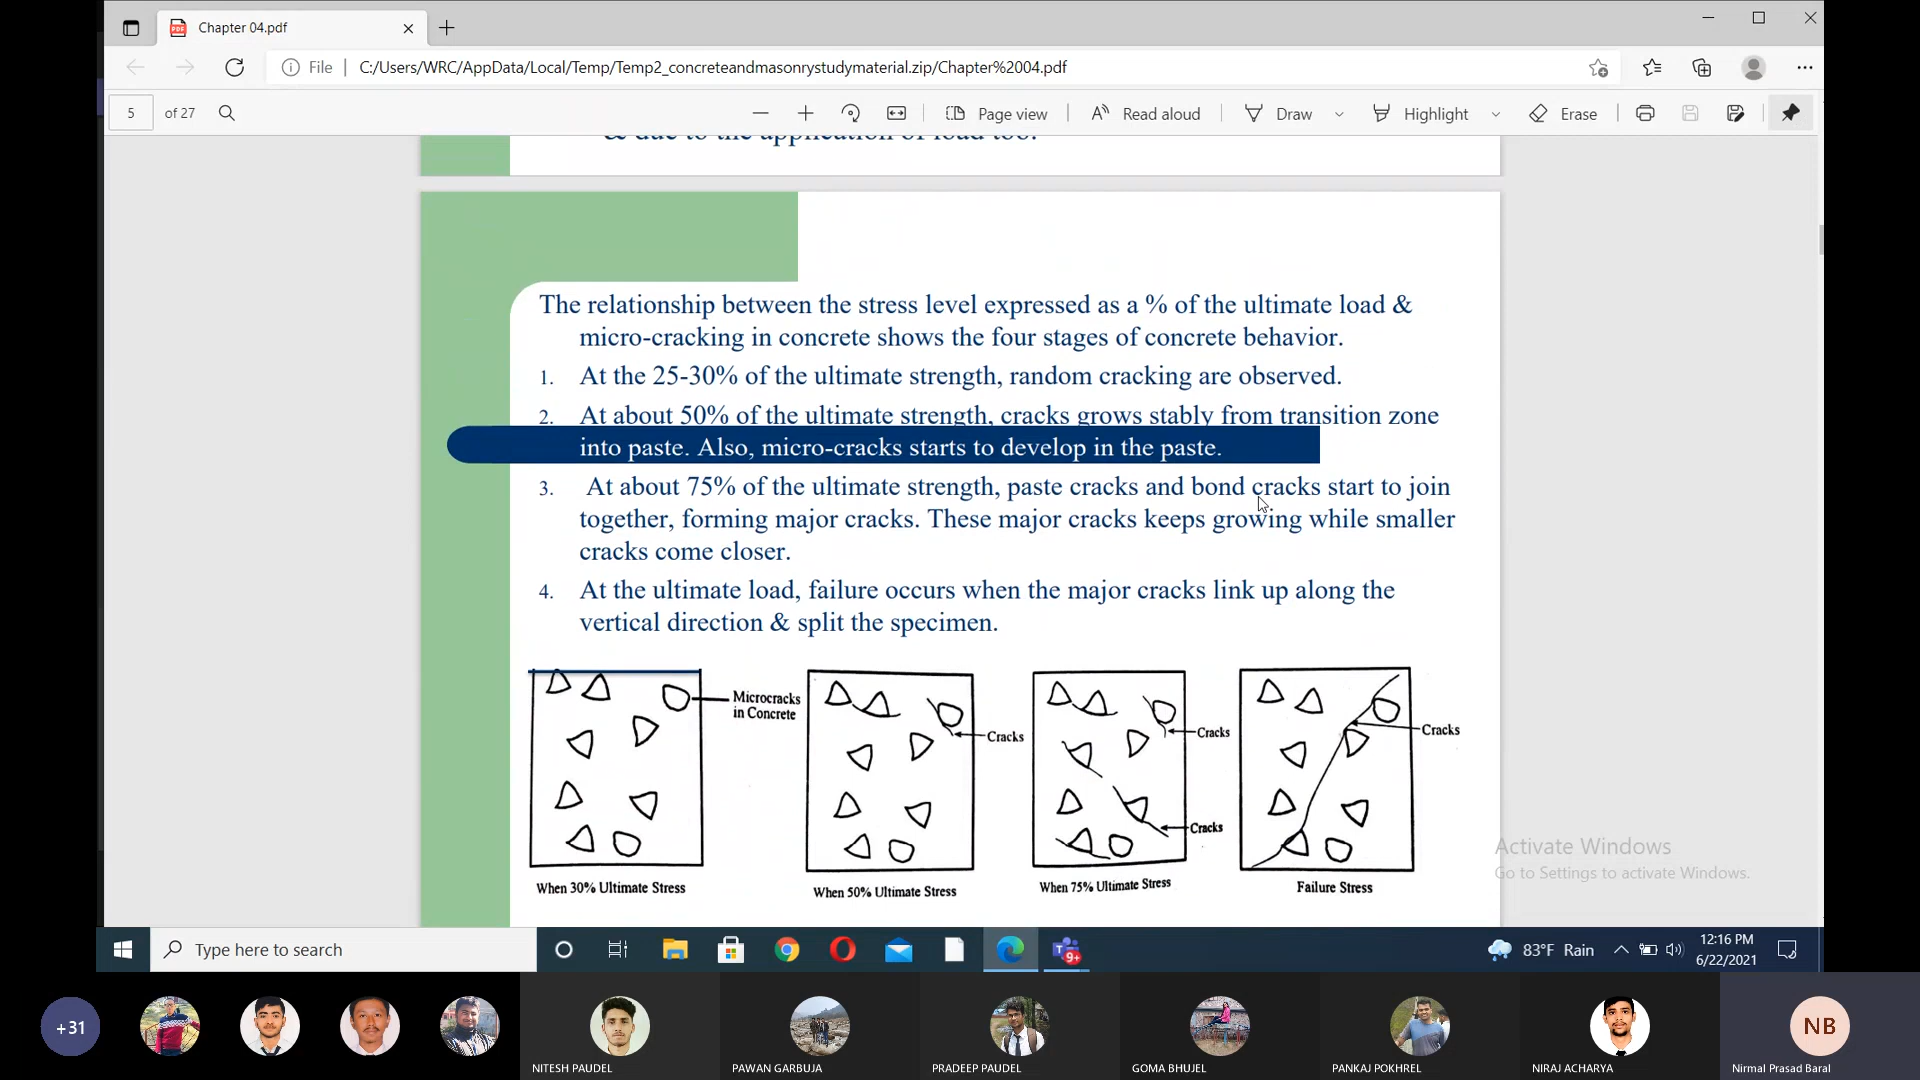 Chapter 04.pdf
File
C:/Users/WRC/AppData/Local/Temp/Temp2_concreteandmasonrystudymaterial.zip/Chapter%2004.pdf
5 of 27
Page view
Read aloud
Draw
Highlight
Erase
& due to the application of load too.
The relationship between the stress level expressed as a % of the ultimate load &
micro-cracking in concrete shows the four stages of concrete behavior.
1. At the 25-30% of the ultimate strength, random cracking are observed.
2. At about 50% of the ultimate strength, cracks grows stably from transition zone
into paste. Also, micro-cracks starts to develop in the paste.
3. At about 75% of the ultimate strength, paste cracks and bond cracks start to join
together, forming major cracks. These major cracks keeps growing while smaller
cracks come closer.
4. At the ultimate load, failure occurs when the major cracks link up along the
vertical direction & split the specimen.
Microcracks
in Concrete
Cracks
Cracks
Cracks
Cracks
When 30% Ultimate Stress
When 50% Ultimate Stress
When 75% Ultimate Stress
Failure Stress
Activate Windows
Go to Settings to activate Windows.
Type here to search
9+
83°F Rain
12:16 PM
6/22/2021
+31
NITESH PAUDEL
PAWAN GARBUJA
PRADEEP PAUDEL
GOMA BHUJEL
PANKAJ POKHREL
NIRAJ ACHARYA
NB
Nirmal Prasad Baral